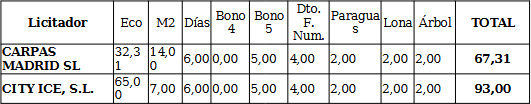 Licitador Eco M2 Días Bono 4 Bono 5 Dto. F. Num. Paraguas Lona Árbol TOTAL
CARPAS MADRID SL 32,31 14,00 6,00 0,00 5,00 4,00 2,00 2,00 2,00 67,31
CITY ICE, S.L. 65,00 7,00 6,00 0,00 5,00 4,00 2,00 2,00 2,00 93,00